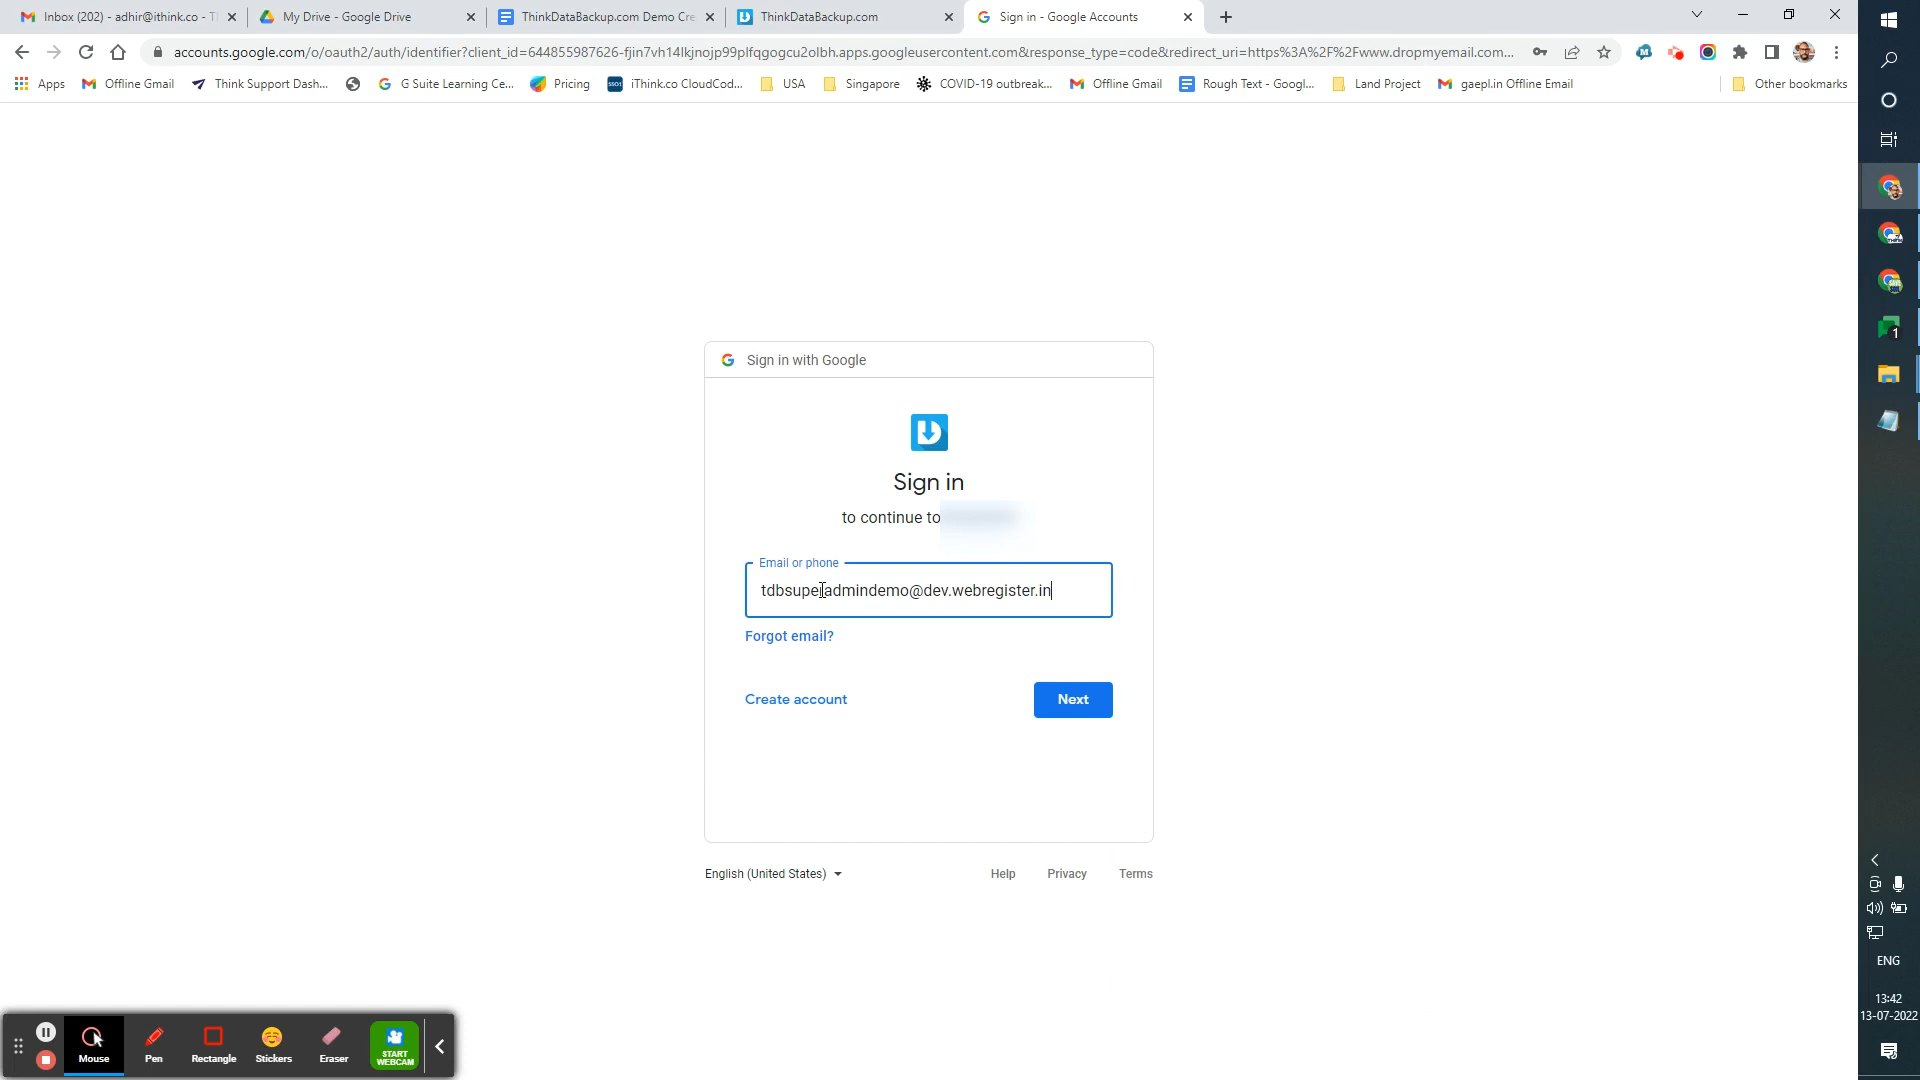 Inbox (202) - adhir@ithink.co - T
My Drive - Google Drive
ThinkDataBackup.com Demo Cre
ThinkDataBackup.com
Sign in - Google Accounts
accounts.google.com/o/oauth2/auth/identifier?client_id=644855987626-fjin7vh14lkjnojp99plfqgogcu2olbh.apps.googleusercontent.com&response_type=code&redirect_uri=https%3A%2F%2Fwww.dropmyemail.com...
Apps
Offline Gmail
Think Support Dash...
G Suite Learning Ce...
Pricing
iThink.co CloudCod...
USA
Singapore
COVID-19 outbreak...
Offline Gmail
Rough Text - Googl...
Land Project
gaepl.in Offline Email
Other bookmarks
Sign in with Google
Sign in
to continue to
Email or phone
tdbsuperadmindemo@dev.webregister.in
Forgot email?
Create account
Next
English (United States)
Help
Privacy
Terms
Mouse
Pen
Rectangle
Stickers
Eraser
START
WEBCAM
1
ENG
13:42
13-07-2022